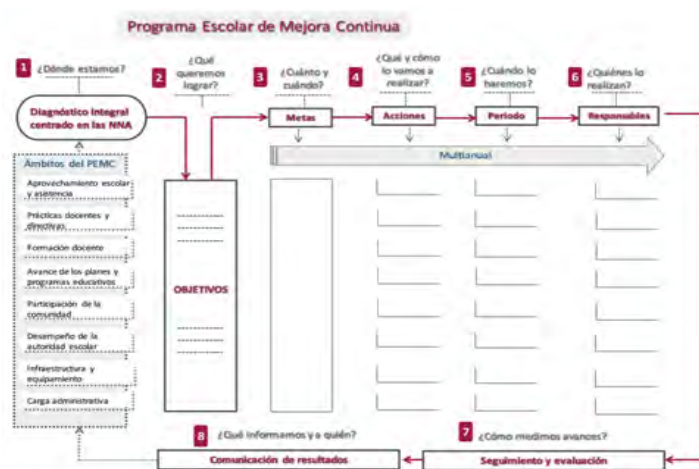 Programa Escolar de Mejora Continua
1 ¿Dónde estamos?
Diagnóstico Integral
centrado en las NNA
2 ¿Qué
queremos
lograr?
3 ¿Cuánto y
cuándo?
Metas
4 ¿Qué y cómo
lo vamos a
realizar?
Acciones
5 ¿Cuándo lo
haremos?
Periodo
6 ¿Quiénes lo
realizan?
Responsables
Multianual
Ámbitos del PEMC
Aprovechamiento escolar
y asistencia
Prácticas docentes y
directivas
Formación docente
Avance de los planes y
programas educativos
Participación de la
comunidad
Desempeño de la
autoridad escolar
Infraestructura y
equipamiento
Carga administrativa
OBJETIVOS
7 ¿Cómo medimos avances?
Seguimiento y evaluación
8 ¿Qué informamos y a quién?
Comunicación de resultados